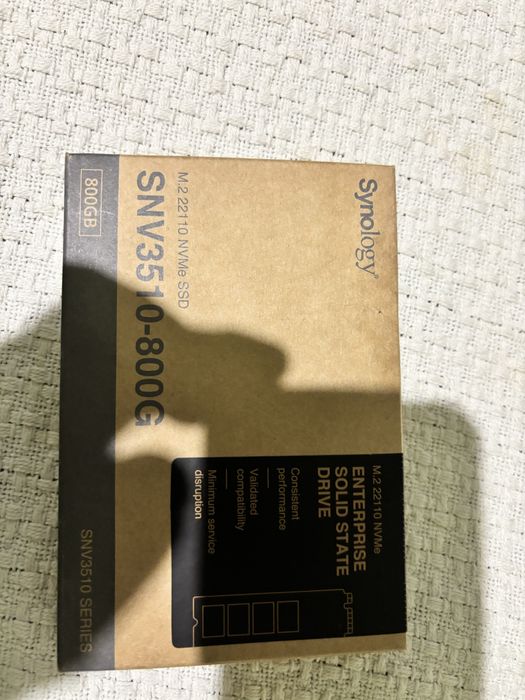 Synology®
M.2 22110 NVMe SSD
SNV3510-800G
800GB
M.2 22110 NVMe
ENTERPRISE
SOLID STATE
DRIVE
Consistent
performance
Validated
compatibility
Minimum service
disruption
SNV3510 SERIES